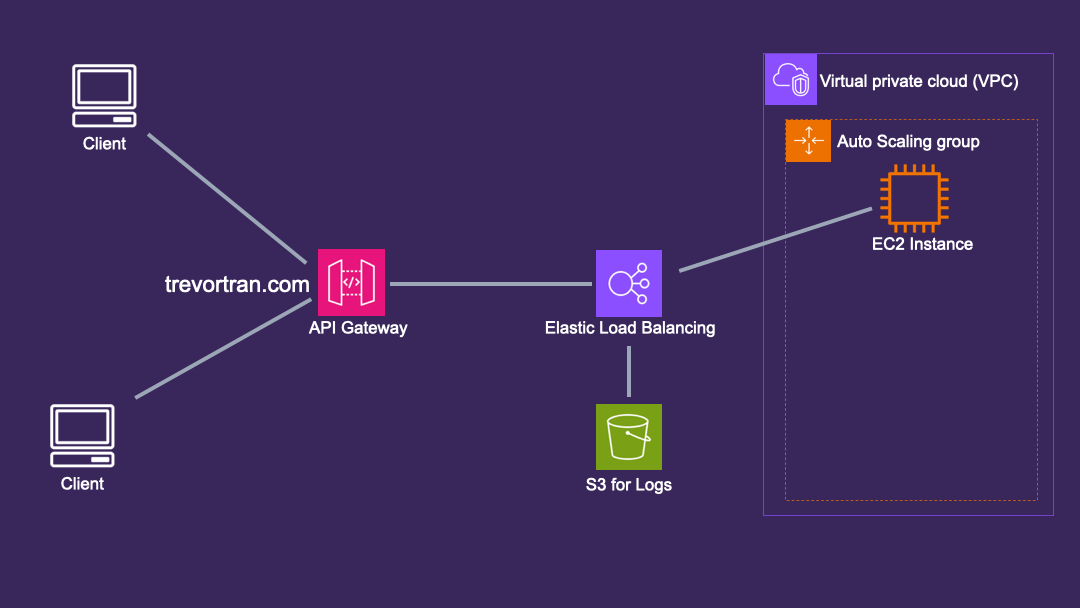 Client
trevortran.com
API Gateway
Client
Elastic Load Balancing
S3 for Logs
Virtual private cloud (VPC)
Auto Scaling group
EC2 Instance